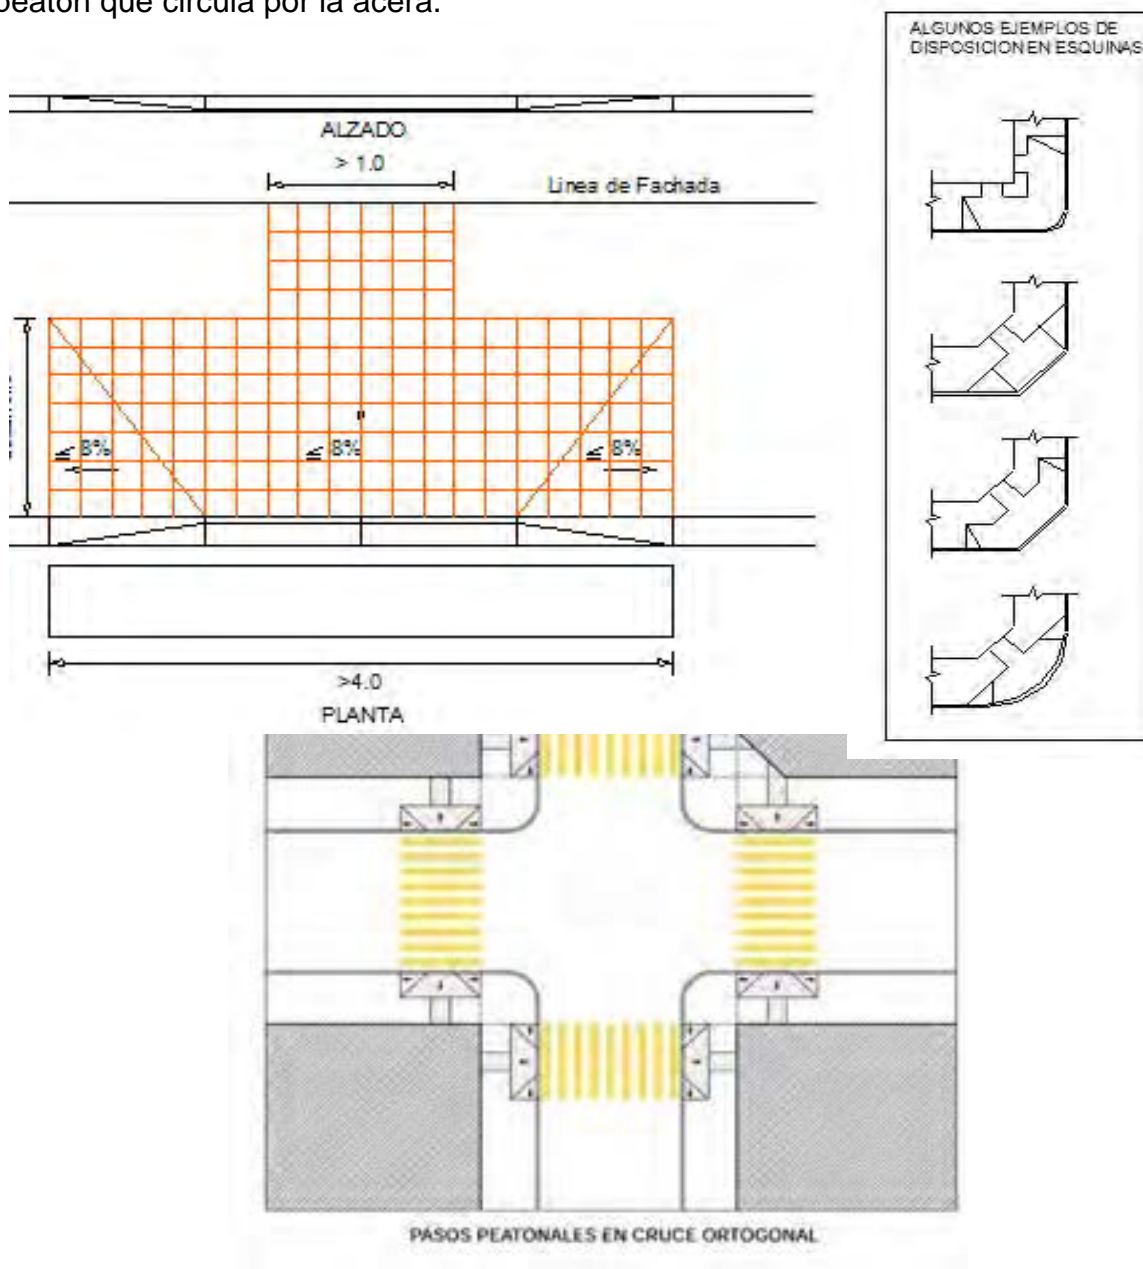 peatón que circula por la acera.
ALGUNOS EJEMPLOS DE
DISPOSICION EN ESQUINAS
ALZADO
> 1.0
Linea de Fachada
8%
8%
8%
>4.0
PLANTA
PASOS PEATONALES EN CRUCE ORTOGONAL